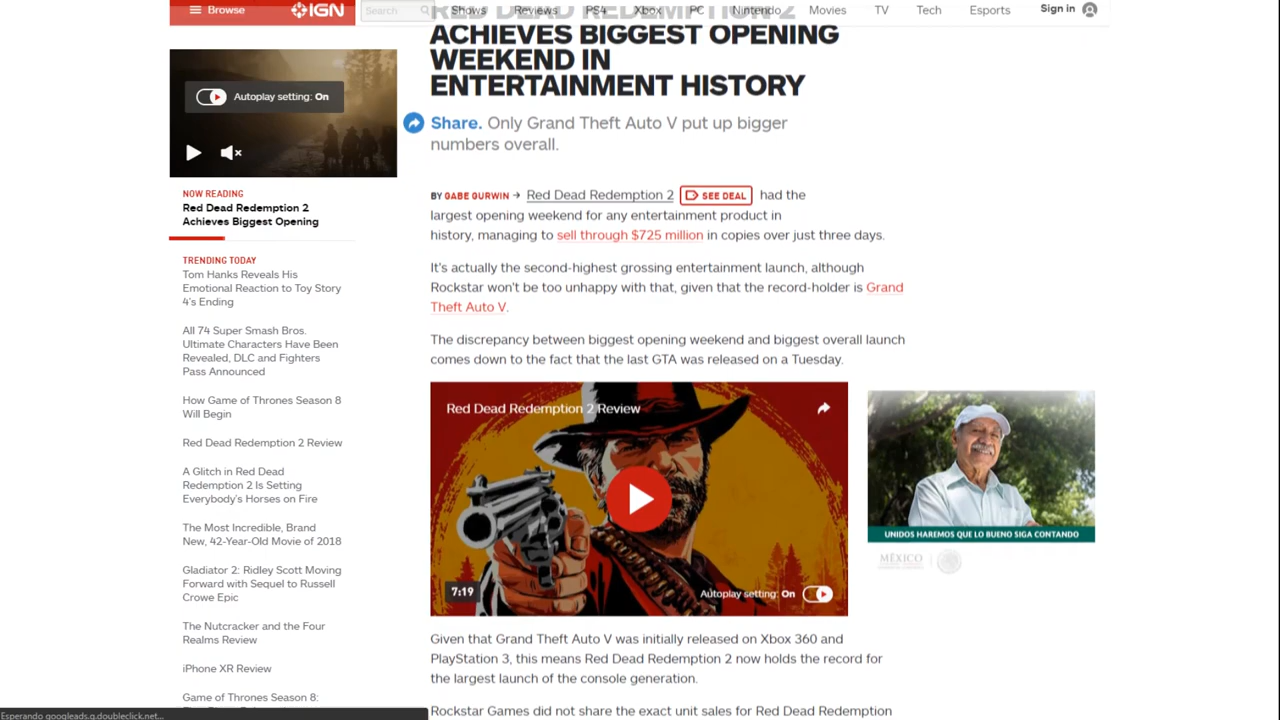 Browse
IGN
Search
Shows
Reviews
PS4
Xbox
PC
Nintendo
Movies
TV
Tech
Esports
Sign in
RED DEAD REDEMPTION 2
ACHIEVES BIGGEST OPENING
WEEKEND IN
ENTERTAINMENT HISTORY
Share. Only Grand Theft Auto V put up bigger
numbers overall.
Autoplay setting: On
NOW READING
Red Dead Redemption 2
Achieves Biggest Opening
TRENDING TODAY
Tom Hanks Reveals His
Emotional Reaction to Toy Story
4's Ending
All 74 Super Smash Bros.
Ultimate Characters Have Been
Revealed, DLC and Fighters
Pass Announced
How Game of Thrones Season 8
Will Begin
Red Dead Redemption 2 Review
A Glitch in Red Dead
Redemption 2 Is Setting
Everybody's Horses on Fire
The Most Incredible, Brand
New, 42-Year-Old Movie of 2018
Gladiator 2: Ridley Scott Moving
Forward with Sequel to Russell
Crowe Epic
The Nutcracker and the Four
Realms Review
iPhone XR Review
Game of Thrones Season 8:
BY GABE GURWIN Red Dead Redemption 2 SEE DEAL had the
largest opening weekend for any entertainment product in
history, managing to sell through $725 million in copies over just three days.
It's actually the second-highest grossing entertainment launch, although
Rockstar won't be too unhappy with that, given that the record-holder is Grand
Theft Auto V.
The discrepancy between biggest opening weekend and biggest overall launch
comes down to the fact that the last GTA was released on a Tuesday.
Red Dead Redemption 2 Review
7:19
Autoplay setting: On
UNIDOS HAREMOS QUE LO BUENO SIGA CONTANDO
MÉXICO
Given that Grand Theft Auto V was initially released on Xbox 360 and
PlayStation 3, this means Red Dead Redemption 2 now holds the record for
the largest launch of the console generation.
Rockstar Games did not share the exact unit sales for Red Dead Redemption
Esperando googleads.g.doubleclick.net...